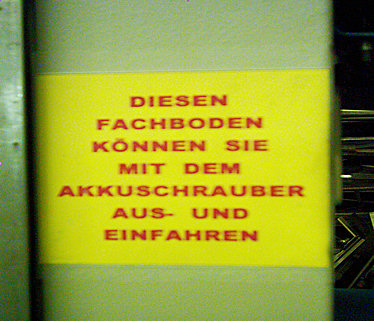 DIESEN
FACHBODEN
KÖNNEN SIE
MIT DEM
AKKUSCHRAUBER
AUS- UND
EINFAHREN